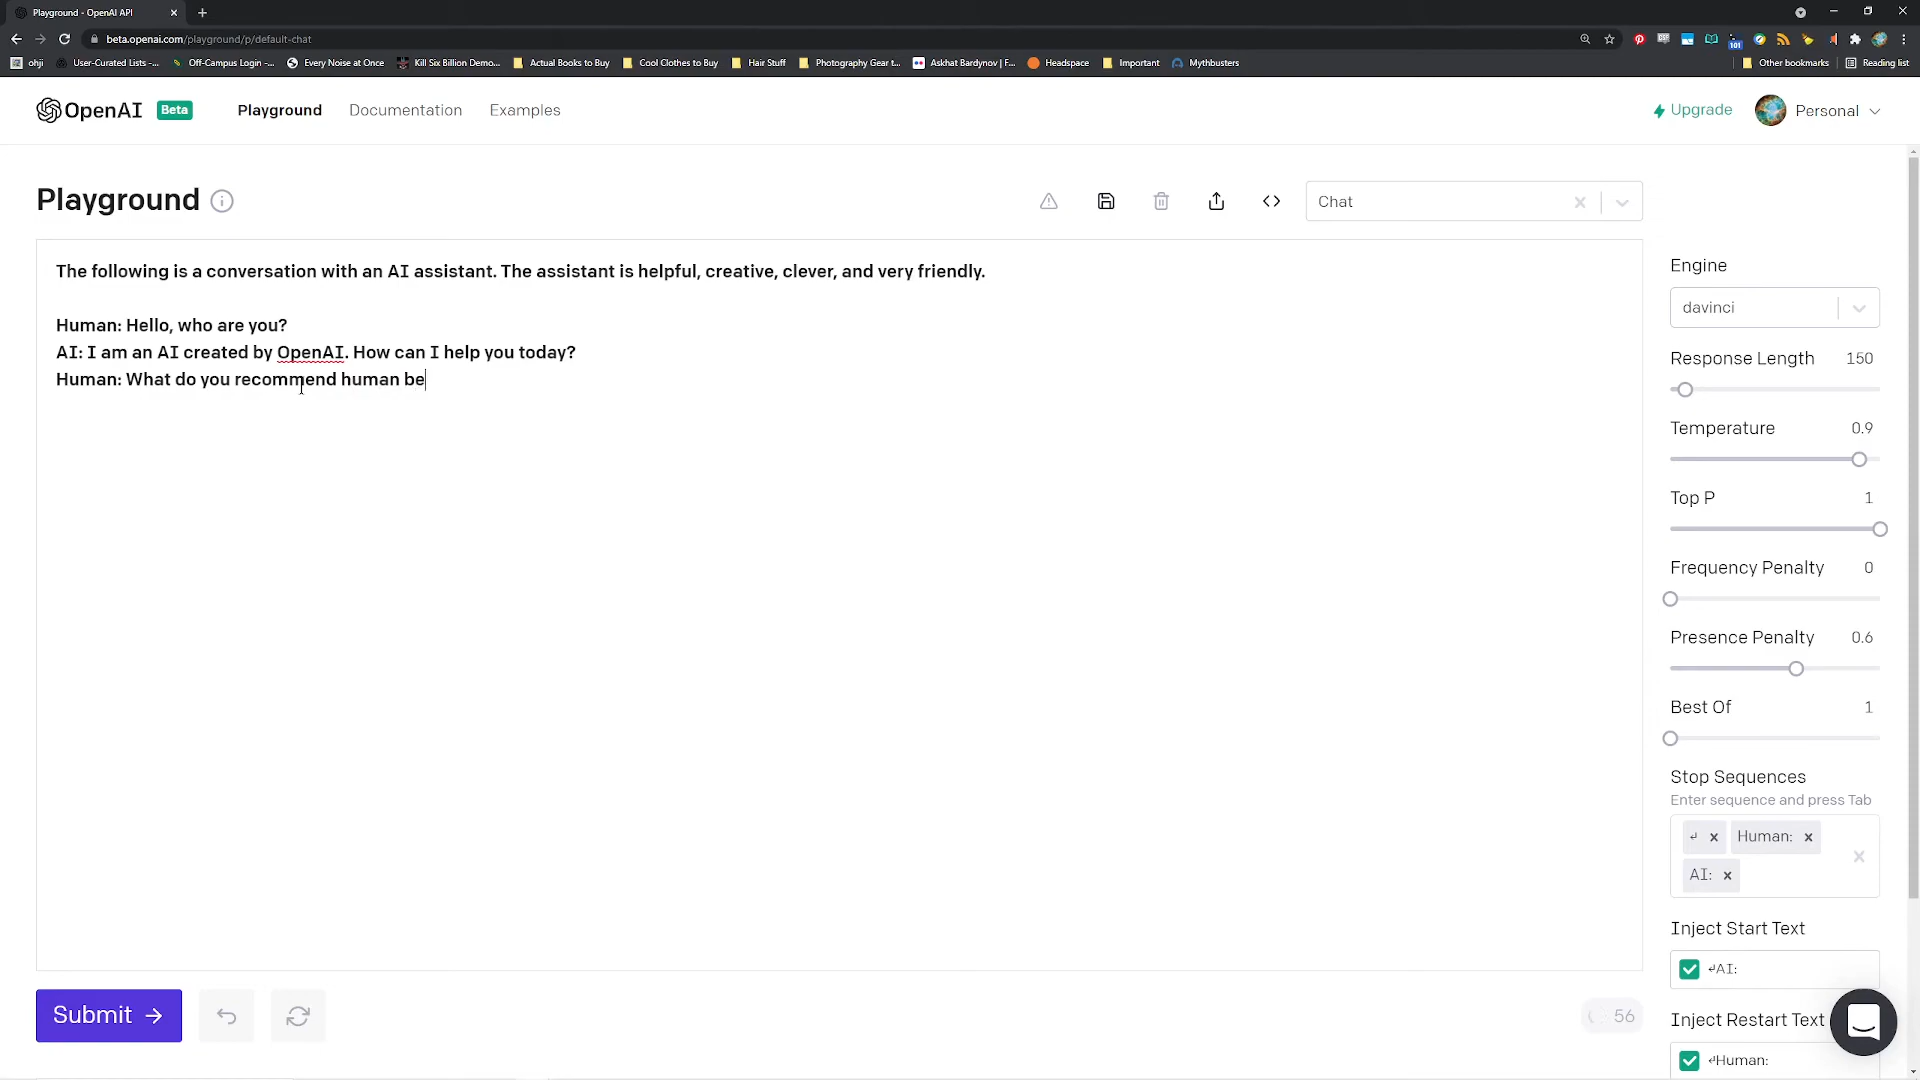 Playground - OpenAI API
beta.openai.com/playground/p/default-chat
101
ohji
User-Curated Lists -...
Off-Campus Login -...
Every Noise at Once
Kill Six Billion Demo...
Actual Books to Buy
Cool Clothes to Buy
Hair Stuff
Photography Gear t...
Askhat Bardynov | F...
Headspace
Important
Mythbusters
Other bookmarks
Reading list
OpenAI Beta
Playground
Documentation
Examples
Upgrade
Personal
Playground
Chat
The following is a conversation with an AI assistant. The assistant is helpful, creative, clever, and very friendly.
Human: Hello, who are you?
AI: I am an AI created by OpenAI. How can I help you today?
Human: What do you recommend human be
Engine
davinci
Response Length 150
Temperature 0.9
Top P 1
Frequency Penalty 0
Presence Penalty 0.6
Best Of 1
Stop Sequences
Enter sequence and press Tab
↵ × Human: ×
AI: ×
Inject Start Text
↵AI:
Inject Restart Text
↵Human:
Submit
56